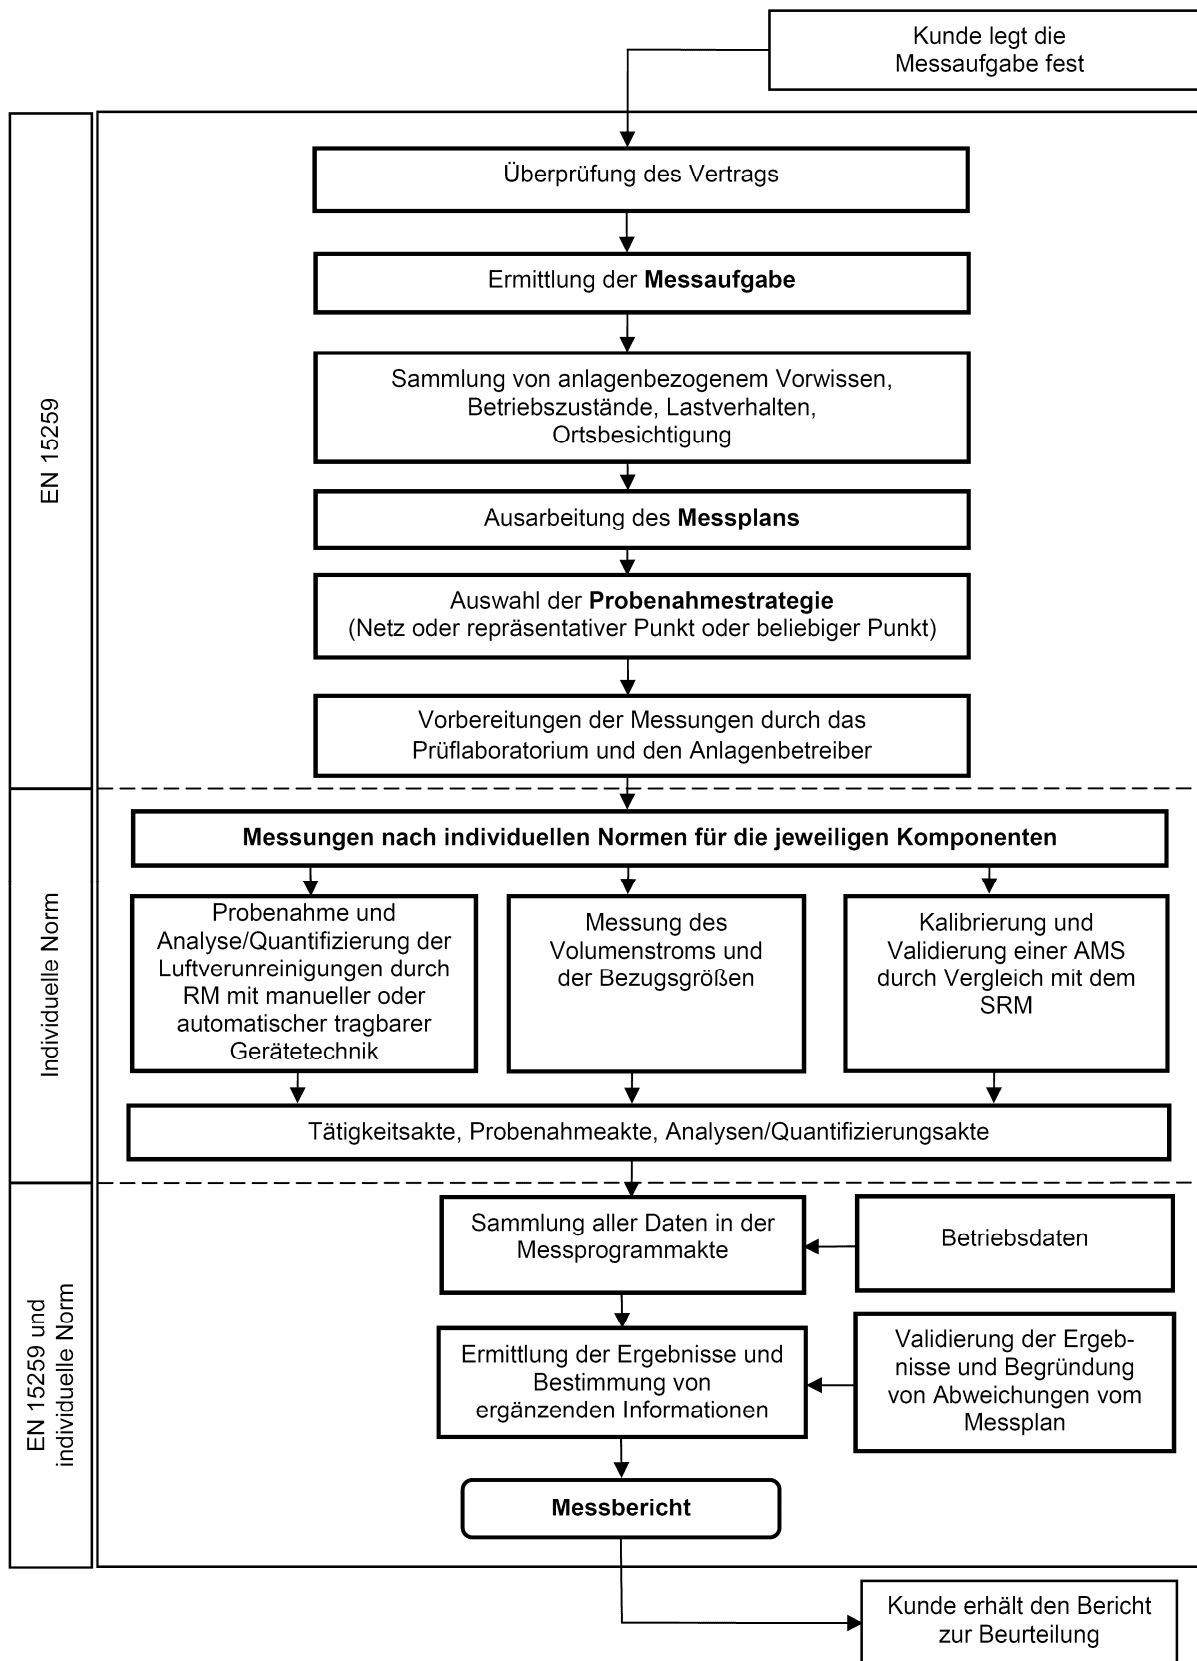 Kunde legt die
Messaufgabe fest
EN 15259
Überprüfung des Vertrags
Ermittlung der Messaufgabe
Sammlung von anlagenbezogenem Vorwissen,
Betriebszustände, Lastverhalten,
Ortsbesichtigung
Ausarbeitung des Messplans
Auswahl der Probenahmestrategie
(Netz oder repräsentativer Punkt oder beliebiger Punkt)
Vorbereitungen der Messungen durch das
Prüflaboratorium und den Anlagenbetreiber
Individuelle Norm
Messungen nach individuellen Normen für die jeweiligen Komponenten
Probenahme und
Analyse/Quantifizierung der
Luftverunreinigungen durch
RM mit manueller oder
automatischer tragbarer
Gerätetechnik
Messung des
Volumenstroms und
der Bezugsgrößen
Kalibrierung und
Validierung einer AMS
durch Vergleich mit dem
SRM
Tätigkeitsakte, Probenahmeakte, Analysen/Quantifizierungsakte
EN 15259 und
individuelle Norm
Sammlung aller Daten in der
Messprogrammakte
Betriebsdaten
Ermittlung der Ergebnisse und
Bestimmung von
ergänzenden Informationen
Validierung der Ergeb-
nisse und Begründung
von Abweichungen vom
Messplan
Messbericht
Kunde erhält den Bericht
zur Beurteilung